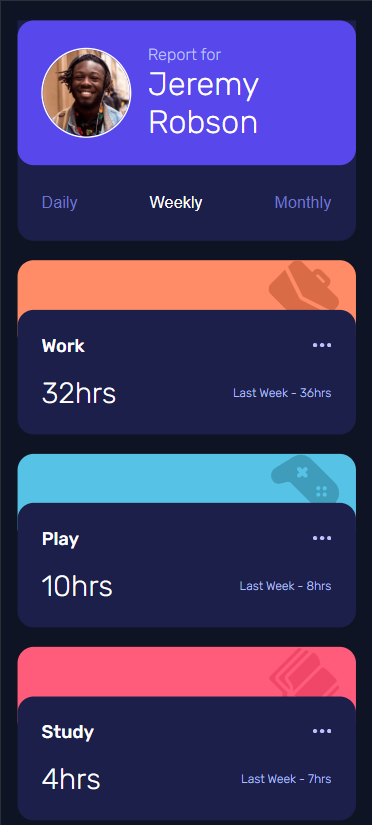 Report for
Jeremy
Robson
Daily Weekly Monthly
Work
32hrs Last Week - 36hrs
Play
10hrs Last Week - 8hrs
Study
4hrs Last Week - 7hrs